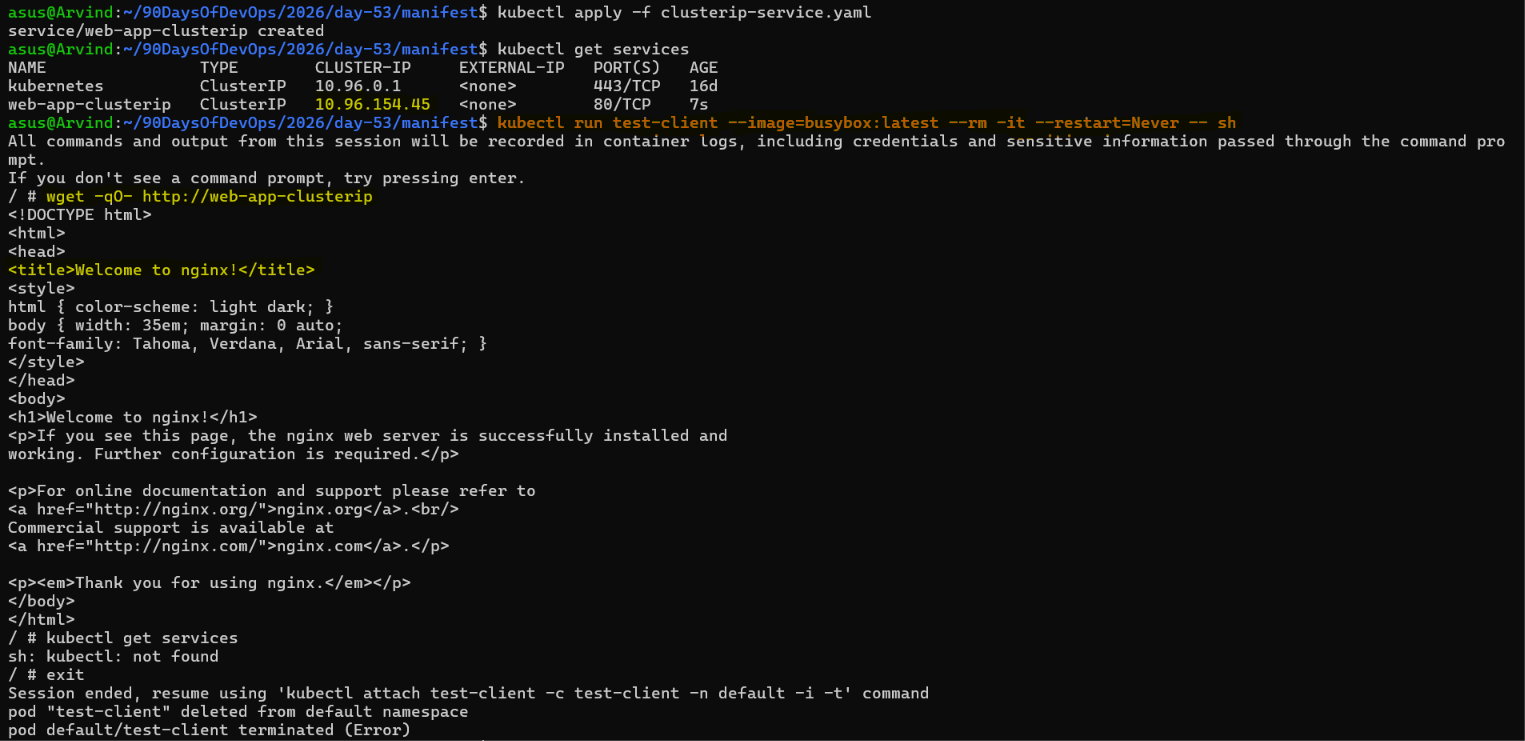 asus@Arvind:~/90DaysOfDevOps/2026/day-53/manifest$ kubectl apply -f clusterip-service.yaml
service/web-app-clusterip created
asus@Arvind:~/90DaysOfDevOps/2026/day-53/manifest$ kubectl get services
NAME                TYPE        CLUSTER-IP     EXTERNAL-IP   PORT(S)   AGE
kubernetes          ClusterIP   10.96.0.1      <none>        443/TCP   16d
web-app-clusterip   ClusterIP   10.96.154.45   <none>        80/TCP    7s
asus@Arvind:~/90DaysOfDevOps/2026/day-53/manifest$ kubectl run test-client --image=busybox:latest --rm -it --restart=Never -- sh
All commands and output from this session will be recorded in container logs, including credentials and sensitive information passed through the command pro
mpt.
If you don't see a command prompt, try pressing enter.
/ # wget -qO- http://web-app-clusterip
<!DOCTYPE html>
<html>
<head>
<title>Welcome to nginx!</title>
<style>
html { color-scheme: light dark; }
body { width: 35em; margin: 0 auto;
font-family: Tahoma, Verdana, Arial, sans-serif; }
</style>
</head>
<body>
<h1>Welcome to nginx!</h1>
<p>If you see this page, the nginx web server is successfully installed and
working. Further configuration is required.</p>

<p>For online documentation and support please refer to
<a href="http://nginx.org/">nginx.org</a>.<br/>
Commercial support is available at
<a href="http://nginx.com/">nginx.com</a>.</p>

<p><em>Thank you for using nginx.</em></p>
</body>
</html>
/ # kubectl get services
sh: kubectl: not found
/ # exit
Session ended, resume using 'kubectl attach test-client -c test-client -n default -i -t' command
pod "test-client" deleted from default namespace
pod default/test-client terminated (Error)